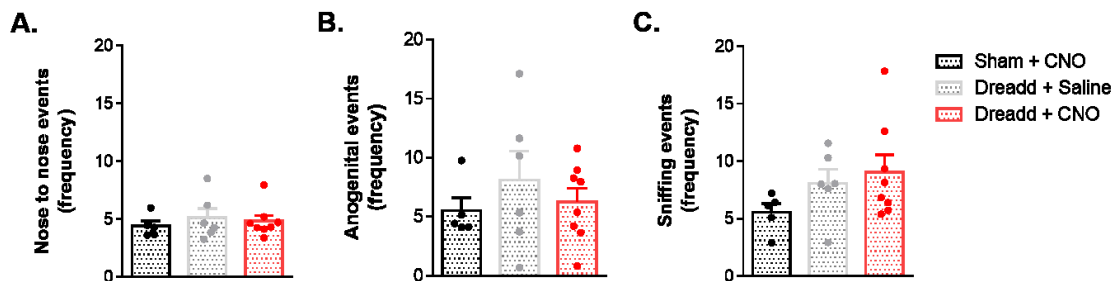 A.
Nose to nose events
(frequency)
20
15
10
5
0
B.
Anogenital events
(frequency)
20
15
10
5
0
C.
Sniffing events
(frequency)
20
15
10
5
0
Sham + CNO
Dreadd + Saline
Dreadd + CNO